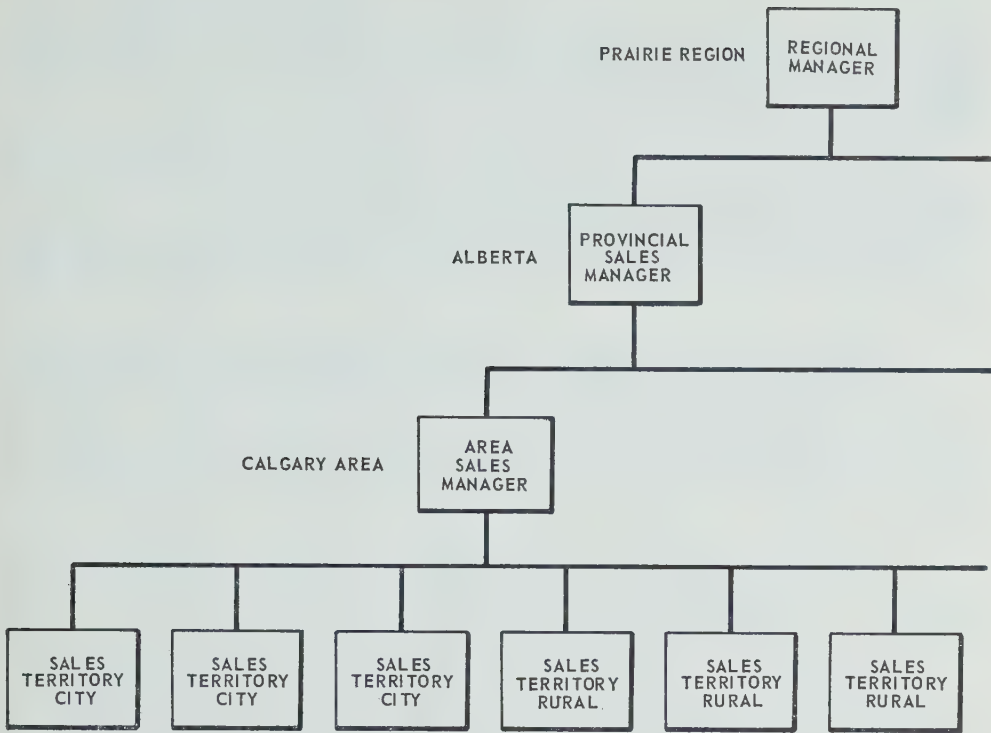 PRAIRIE REGION
REGIONAL
MANAGER
ALBERTA
PROVINCIAL
SALES
MANAGER
CALGARY AREA
AREA
SALES
MANAGER
SALES
TERRITORY
CITY
SALES
TERRITORY
CITY
SALES
TERRITORY
CITY
SALES
TERRITORY
RURAL
SALES
TERRITORY
RURAL
SALES
TERRITORY
RURAL